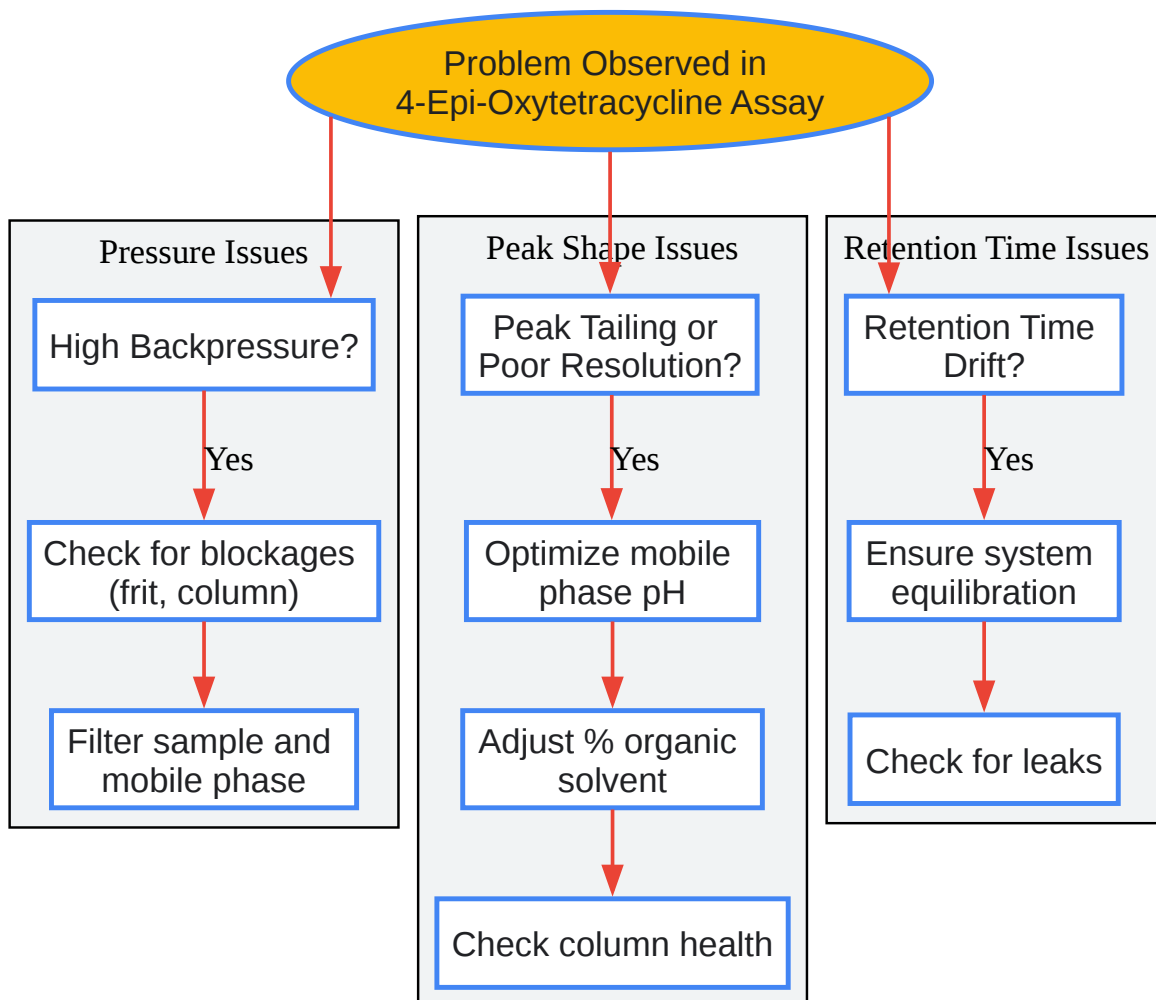 Problem Observed in
4-Epi-Oxytetracycline Assay
Pressure Issues
High Backpressure?
Yes
Check for blockages
(frit, column)
Filter sample and
mobile phase
Peak Shape Issues
Peak Tailing or
Poor Resolution?
Yes
Optimize mobile
phase pH
Adjust % organic
solvent
Check column health
Retention Time Issues
Retention Time
Drift?
Yes
Ensure system
equilibration
Check for leaks